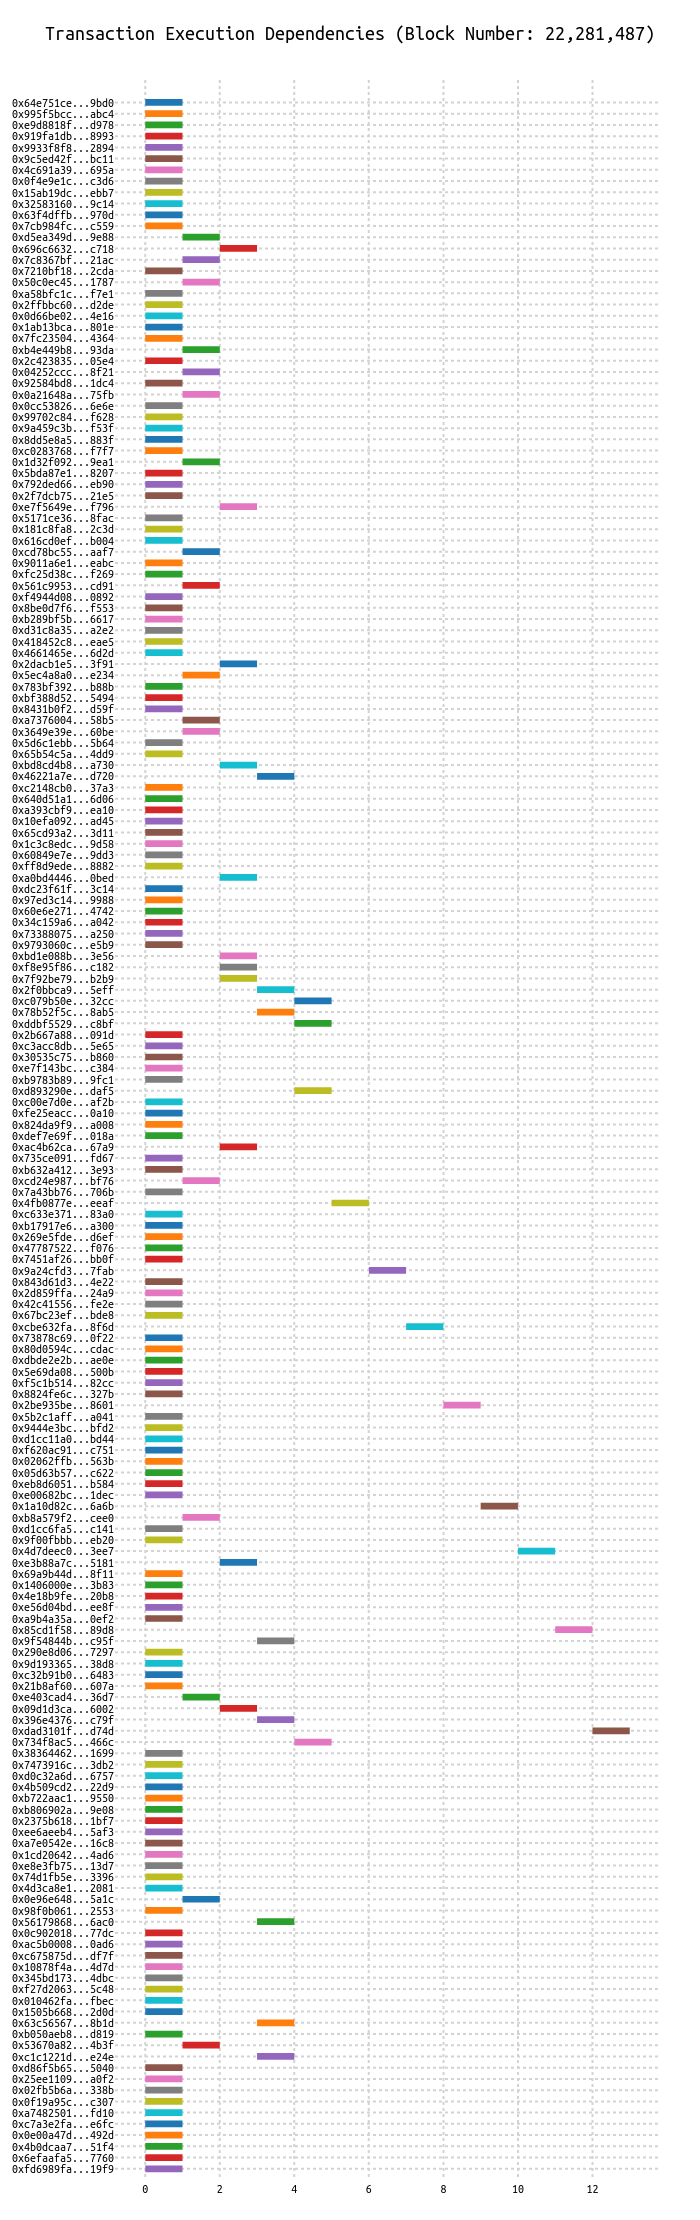 Transaction Execution Dependencies (Block Number: 22,281,487)
0x64e751ce...9bd0
0x995f5bcc...abc4
0xe9d8818f...d978
0x919fa1db...8993
0x9933f8f8...2894
0x9c5ed42f...bc11
0x4c691a39...695a
0x0f4e9e1c...c3d6
0x15ab19dc...ebb7
0x32583160...9c14
0x63f4dffb...970d
0x7cb984fc...c559
0xd5ea349d...9e88
0x696c6632...c718
0x7c8367bf...21ac
0x7210bf18...2cda
0x50c0ec45...1787
0xa58bfc1c...f7e1
0x2ffbbc60...d2de
0x0d66be02...4e16
0x1ab13bca...801e
0x7fc23504...4364
0xb4e449b8...93da
0x2c423835...05e4
0x04252ccc...8f21
0x92584bd8...1dc4
0x0a21648a...75fb
0x0cc53826...6e6e
0x99702c84...f628
0x9a459c3b...f53f
0x8dd5e8a5...883f
0xc0283768...f7f7
0x1d32f092...9ea1
0x5bda87e1...8207
0x792ded66...eb90
0x2f7dcb75...21e5
0xe7f5649e...f796
0x5171ce36...8fac
0x181c8fa8...2c3d
0x616cd0ef...b004
0xcd78bc55...aaf7
0x9011a6e1...eabc
0xfc25d38c...f269
0x561c9953...cd91
0xf4944d08...0892
0x8be0d7f6...f553
0xb289bf5b...6617
0xd31c8a35...a2e2
0x418452c8...eae5
0x4661465e...6d2d
0x2dacb1e5...3f91
0x5ec4a8a0...e234
0x783bf392...b88b
0xbf388d52...5494
0x8431b0f2...d59f
0xa7376004...58b5
0x3649e39e...60be
0x5d6c1ebb...5b64
0x65b54c5a...4dd9
0xbd8cd4b8...a730
0x46221a7e...d720
0xc2148cb0...37a3
0x640d51a1...6d06
0xa393cbf9...ea10
0x10efa092...ad45
0x65cd93a2...3d11
0x1c3c8edc...9d58
0x60849e7e...9dd3
0xff8d9ede...8882
0xa0bd4446...0bed
0xdc23f61f...3c14
0x97ed3c14...9988
0x60e6e271...4742
0x34c159a6...a042
0x73388075...a250
0x9793060c...e5b9
0xbd1e088b...3e56
0xf8e95f86...c182
0x7f92be79...b2b9
0x2f0bbca9...5eff
0xc079b50e...32cc
0x78b52f5c...8ab5
0xddbf5529...c8bf
0x2b667a88...091d
0xc3acc8db...5e65
0x30535c75...b860
0xe7f143bc...c384
0xb9783b89...9fc1
0xd893290e...daf5
0xc00e7d0e...af2b
0xfe25eacc...0a10
0x824da9f9...a008
0xdef7e69f...018a
0xac4b62ca...67a9
0x735ce091...fd67
0xb632a412...3e93
0xcd24e987...bf76
0x7a43bb76...706b
0x4fb0877e...eeaf
0xc633e371...83a0
0xb17917e6...a300
0x269e5fde...d6ef
0x47787522...f076
0x7451af26...bb0f
0x9a24cfd3...7fab
0x843d61d3...4e22
0x2d859ffa...24a9
0x42c41556...fe2e
0x67bc23ef...bde8
0xcbe632fa...8f6d
0x73878c69...0f22
0x80d0594c...cdac
0xdbde2e2b...ae0e
0x5e69da08...500b
0xf5c1b514...82cc
0x8824fe6c...327b
0x2be935be...8601
0x5b2c1aff...a041
0x9444e3bc...bfd2
0xd1cc11a0...bd44
0xf620ac91...c751
0x02062ffb...563b
0x05d63b57...c622
0xeb8d6051...b584
0xe00682bc...1dec
0x1a10d82c...6a6b
0xb8a579f2...cee0
0xd1cc6fa5...c141
0x9f00fbbb...eb20
0x4d7deec0...3ee7
0xe3b88a7c...5181
0x69a9b44d...8f11
0x1406000e...3b83
0x4e18b9fe...20b8
0xe56d04bd...ee8f
0xa9b4a35a...0ef2
0x85cd1f58...89d8
0x9f54844b...c95f
0x290e8d06...7297
0x9d193365...38d8
0xc32b91b0...6483
0x21b8af60...607a
0xe403cad4...36d7
0x09d1d3ca...6002
0x396e4376...c79f
0xdad3101f...d74d
0x734f8ac5...466c
0x38364462...1699
0x7473916c...3db2
0xd0c32a6d...6757
0x4b509cd2...22d9
0xb722aac1...9550
0xb806902a...9e08
0x2375b618...1bf7
0xee6aeeb4...5af3
0xa7e0542e...16c8
0x1cd20642...4ad6
0xe8e3fb75...13d7
0x74d1fb5e...3396
0x4d3ca8e1...2081
0x0e96e648...5a1c
0x98f0b061...2553
0x56179868...6ac0
0x0c902018...77dc
0xac5b0008...0ad6
0xc675875d...df7f
0x10878f4a...4d7d
0x345bd173...4dbc
0xf27d2063...5c48
0x010462fa...fbec
0x1505b668...2d0d
0x63c56567...8b1d
0xb050aeb8...d819
0x53670a82...4b3f
0xc1c1221d...e24e
0xd86f5b65...5040
0x25ee1109...a0f2
0x02fb5b6a...338b
0x0f19a95c...c307
0xa7482501...fd10
0xc7a3e2fa...e6fc
0x0e00a47d...492d
0x4b0dcaa7...51f4
0x6efaafa5...7760
0xfd6989fa...19f9
0 2 4 6 8 10 12